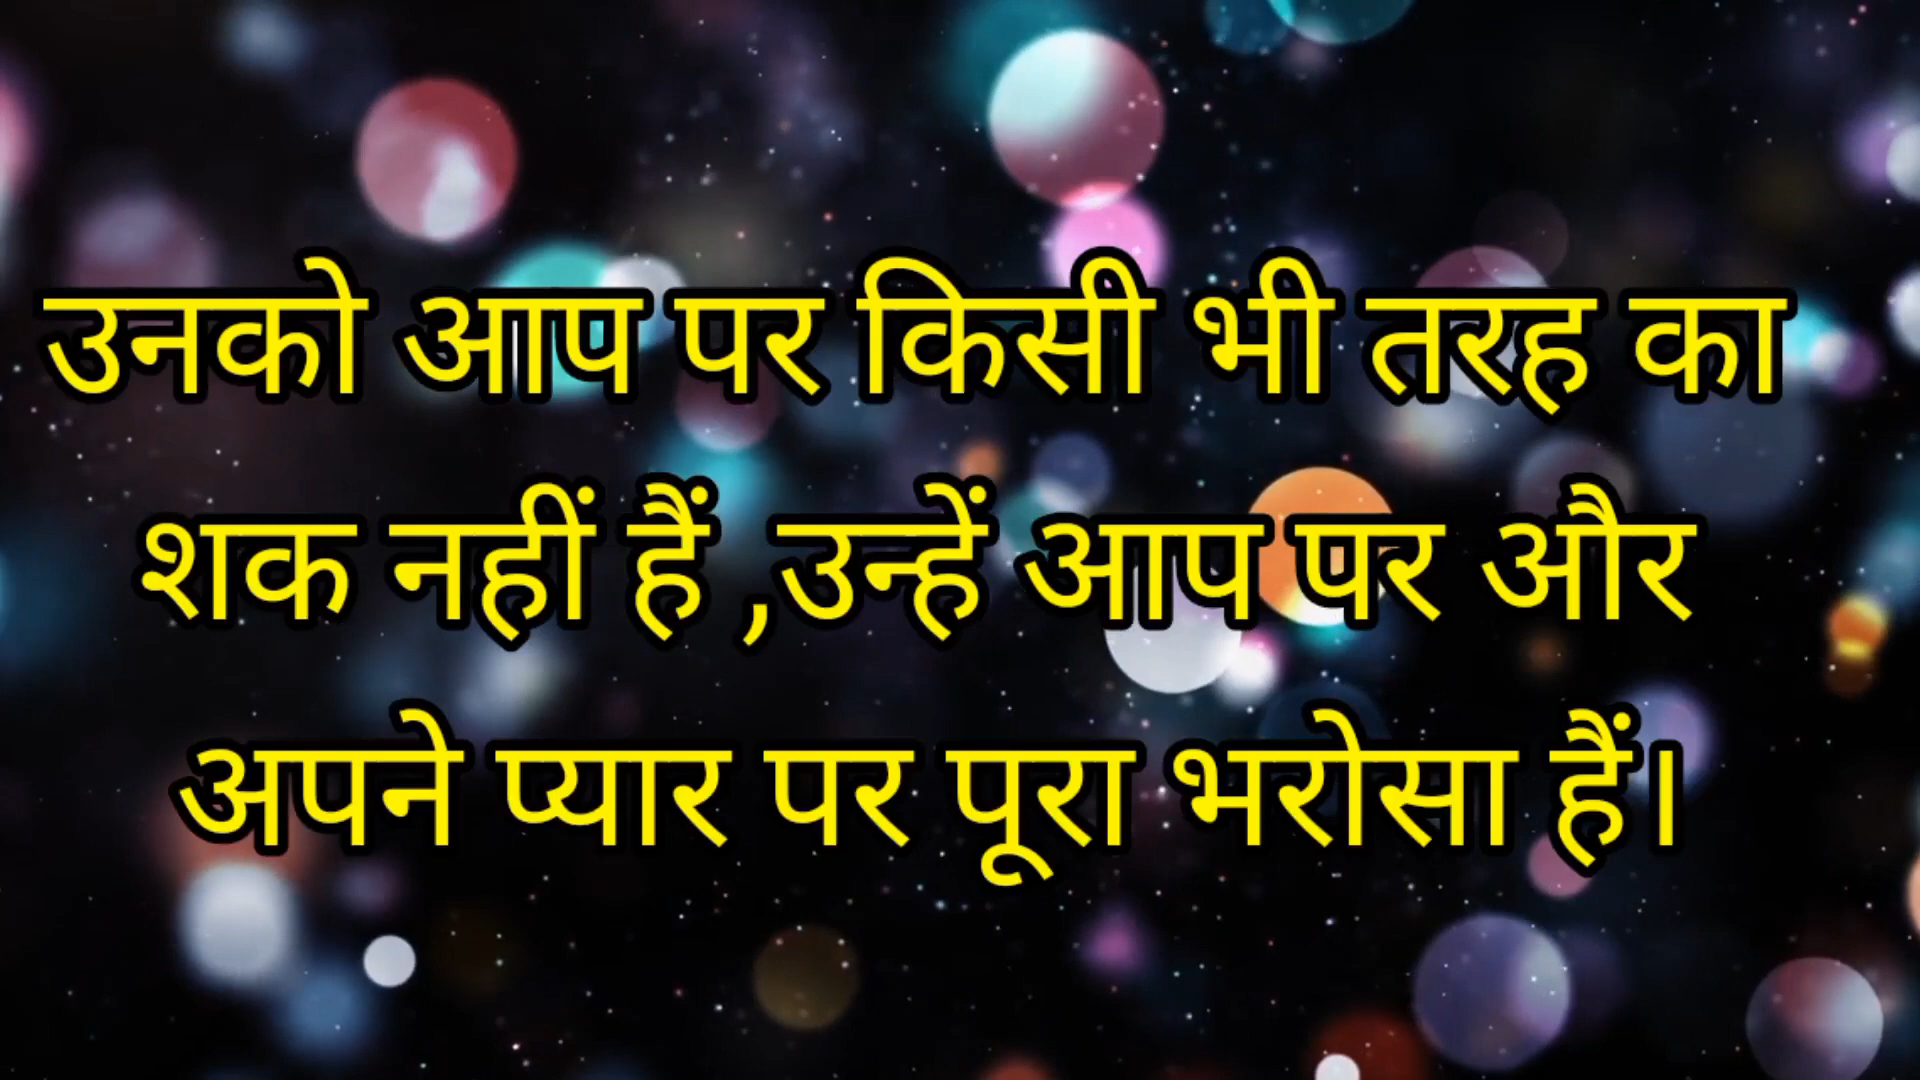 उनको आप पर किसी भी तरह का
शक नहीं हैं ,उन्हें आप पर और
अपने प्यार पर पूरा भरोसा हैं।